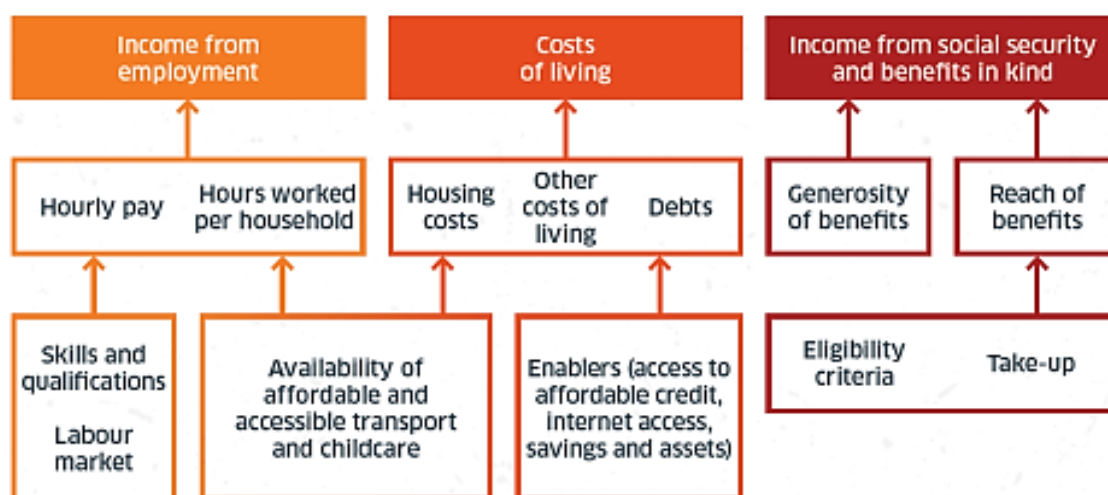 Income from
employment
Costs
of living
Income from social security
and benefits in kind
Hourly pay
Hours worked
per household
Housing
costs
Other
costs of
living
Debts
Generosity
of benefits
Reach of
benefits
Skills and
qualifications
Labour
market
Availability of
affordable and
accessible transport
and childcare
Enablers (access to
affordable credit,
internet access,
savings and assets)
Eligibility
criteria
Take-up